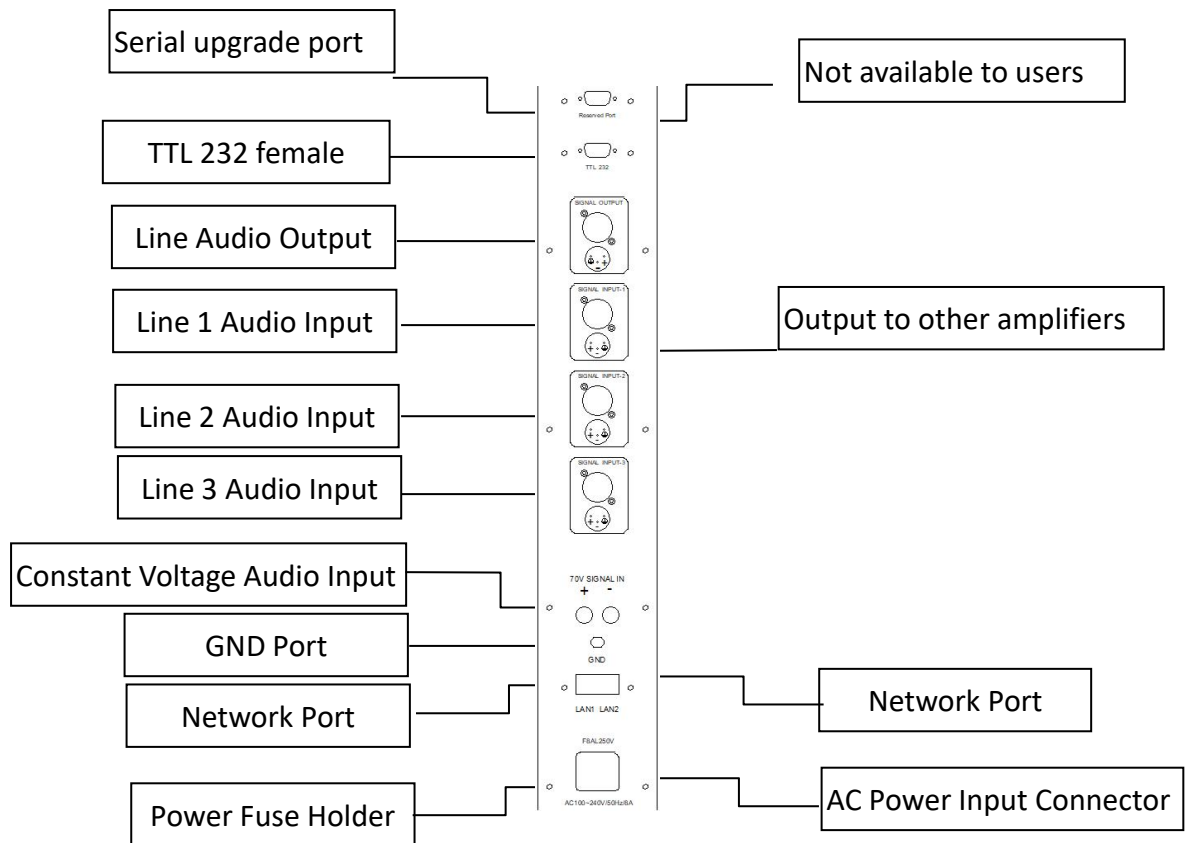 Serial upgrade port
Not available to users
Reserved Port
TTL 232 female
TTL 232
SIGNAL OUTPUT
Line Audio Output
SIGNAL INPUT-1
Line 1 Audio Input
Output to other amplifiers
SIGNAL INPUT-2
Line 2 Audio Input
SIGNAL INPUT-3
Line 3 Audio Input
Constant Voltage Audio Input
70V SIGNAL IN
+ -
GND Port
GND
Network Port
Network Port
LAN1 LAN2
F8AL250V
AC Power Input Connector
AC100~240V/50Hz/8A
Power Fuse Holder